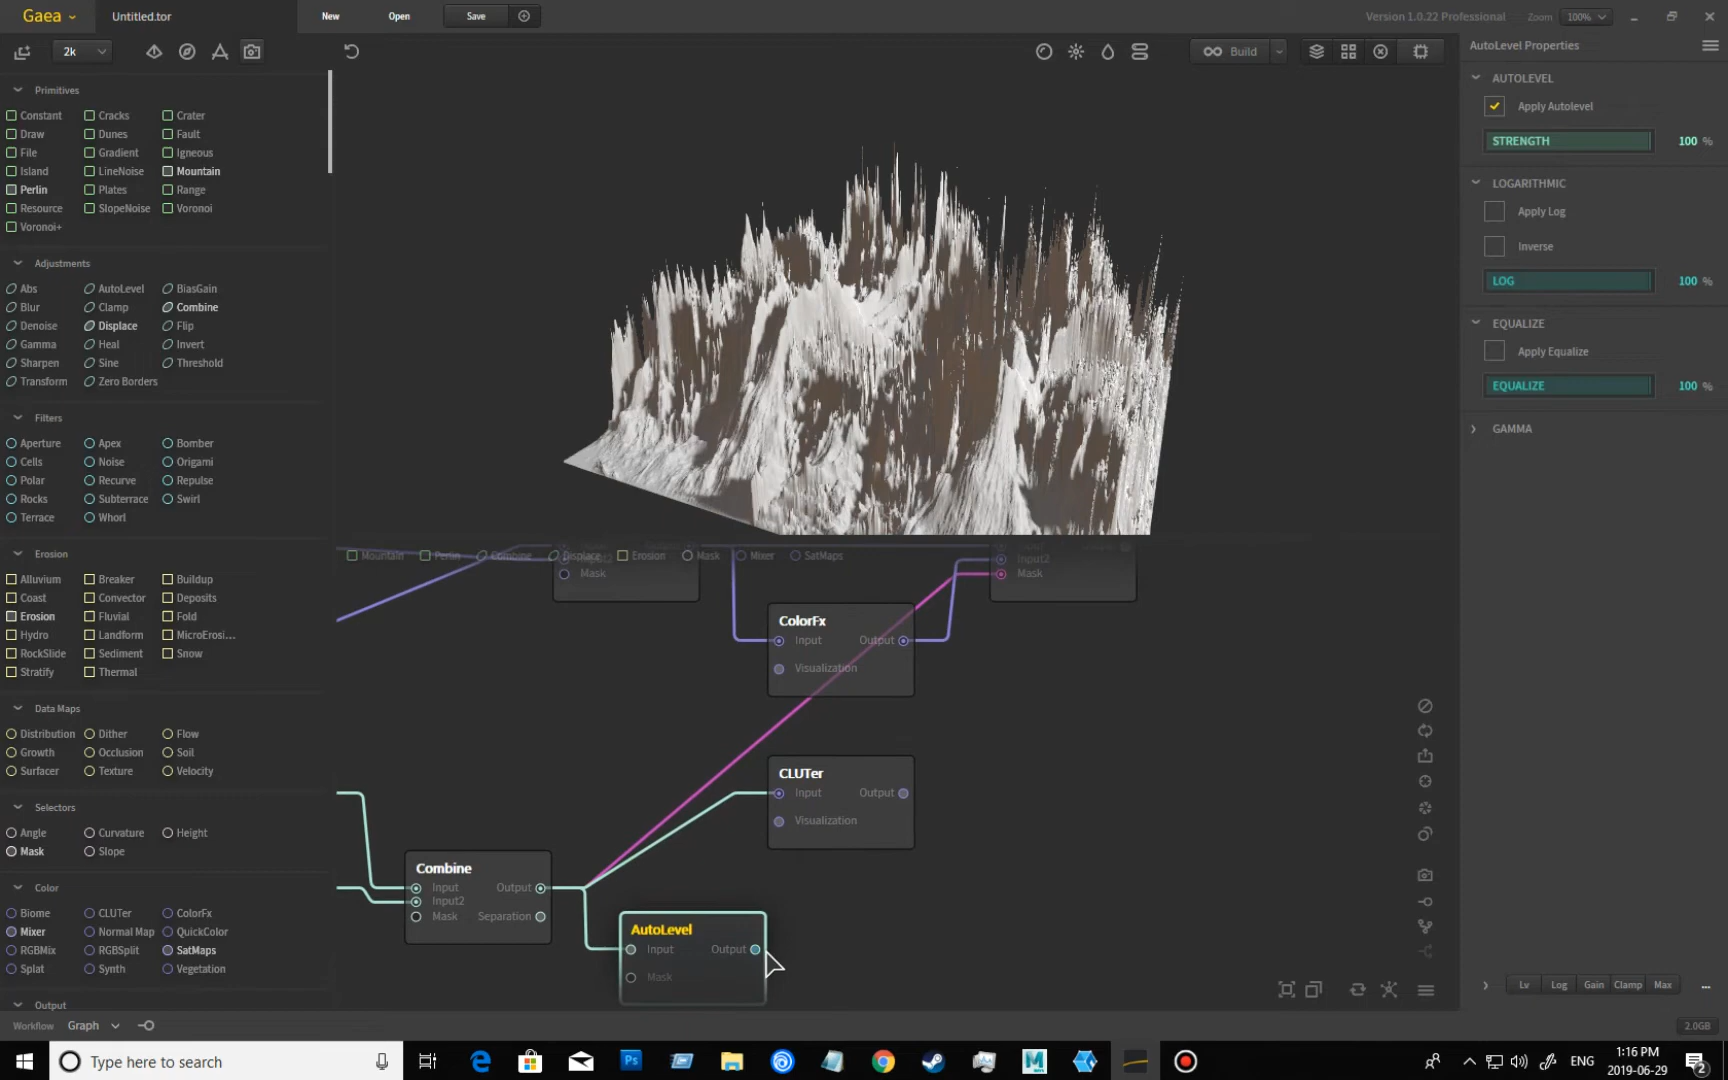 Gaea Untitled.tor New Open Save Version 1.0.22 Professional Zoom 100%
2k Build AutoLevel Properties
Primitives
Constant Cracks Crater
Draw Dunes Fault
File Gradient Igneous
Island LineNoise Mountain
Perlin Plates Range
Resource SlopeNoise Voronoi
Voronoi+
Adjustments
Abs AutoLevel BiasGain
Blur Clamp Combine
Denoise Displace Flip
Gamma Heal Invert
Sharpen Sine Threshold
Transform Zero Borders
Filters
Aperture Apex Bomber
Cells Noise Origami
Polar Recurve Repulse
Rocks Subterrace Swirl
Terrace Whorl
Erosion
Alluvium Breaker Buildup
Coast Convector Deposits
Erosion Fluvial Fold
Hydro Landform MicroErosi...
RockSlide Sediment Snow
Stratify Thermal
Data Maps
Distribution Dither Flow
Growth Occlusion Soil
Surfacer Texture Velocity
Selectors
Angle Curvature Height
Mask Slope
Color
Biome CLUTer ColorFx
Mixer Normal Map QuickColor
RGBMix RGBSplit SatMaps
Splat Synth Vegetation
Output
Workflow Graph
AUTOLEVEL
Apply Autolevel
STRENGTH 100 %
LOGARITHMIC
Apply Log
Inverse
LOG 100 %
EQUALIZE
Apply Equalize
EQUALIZE 100 %
GAMMA
Mountain Perlin Combine Displace Erosion Mask Mixer SatMaps
Input2
Mask
Input2
Mask
ColorFx
Input Output
Visualization
CLUTer
Input Output
Visualization
Combine
Input Output
Input2
Mask Separation
AutoLevel
Input Output
Mask
Lv Log Gain Clamp Max ...
2.0GB
Type here to search
ENG
1:16 PM
2019-06-29
2